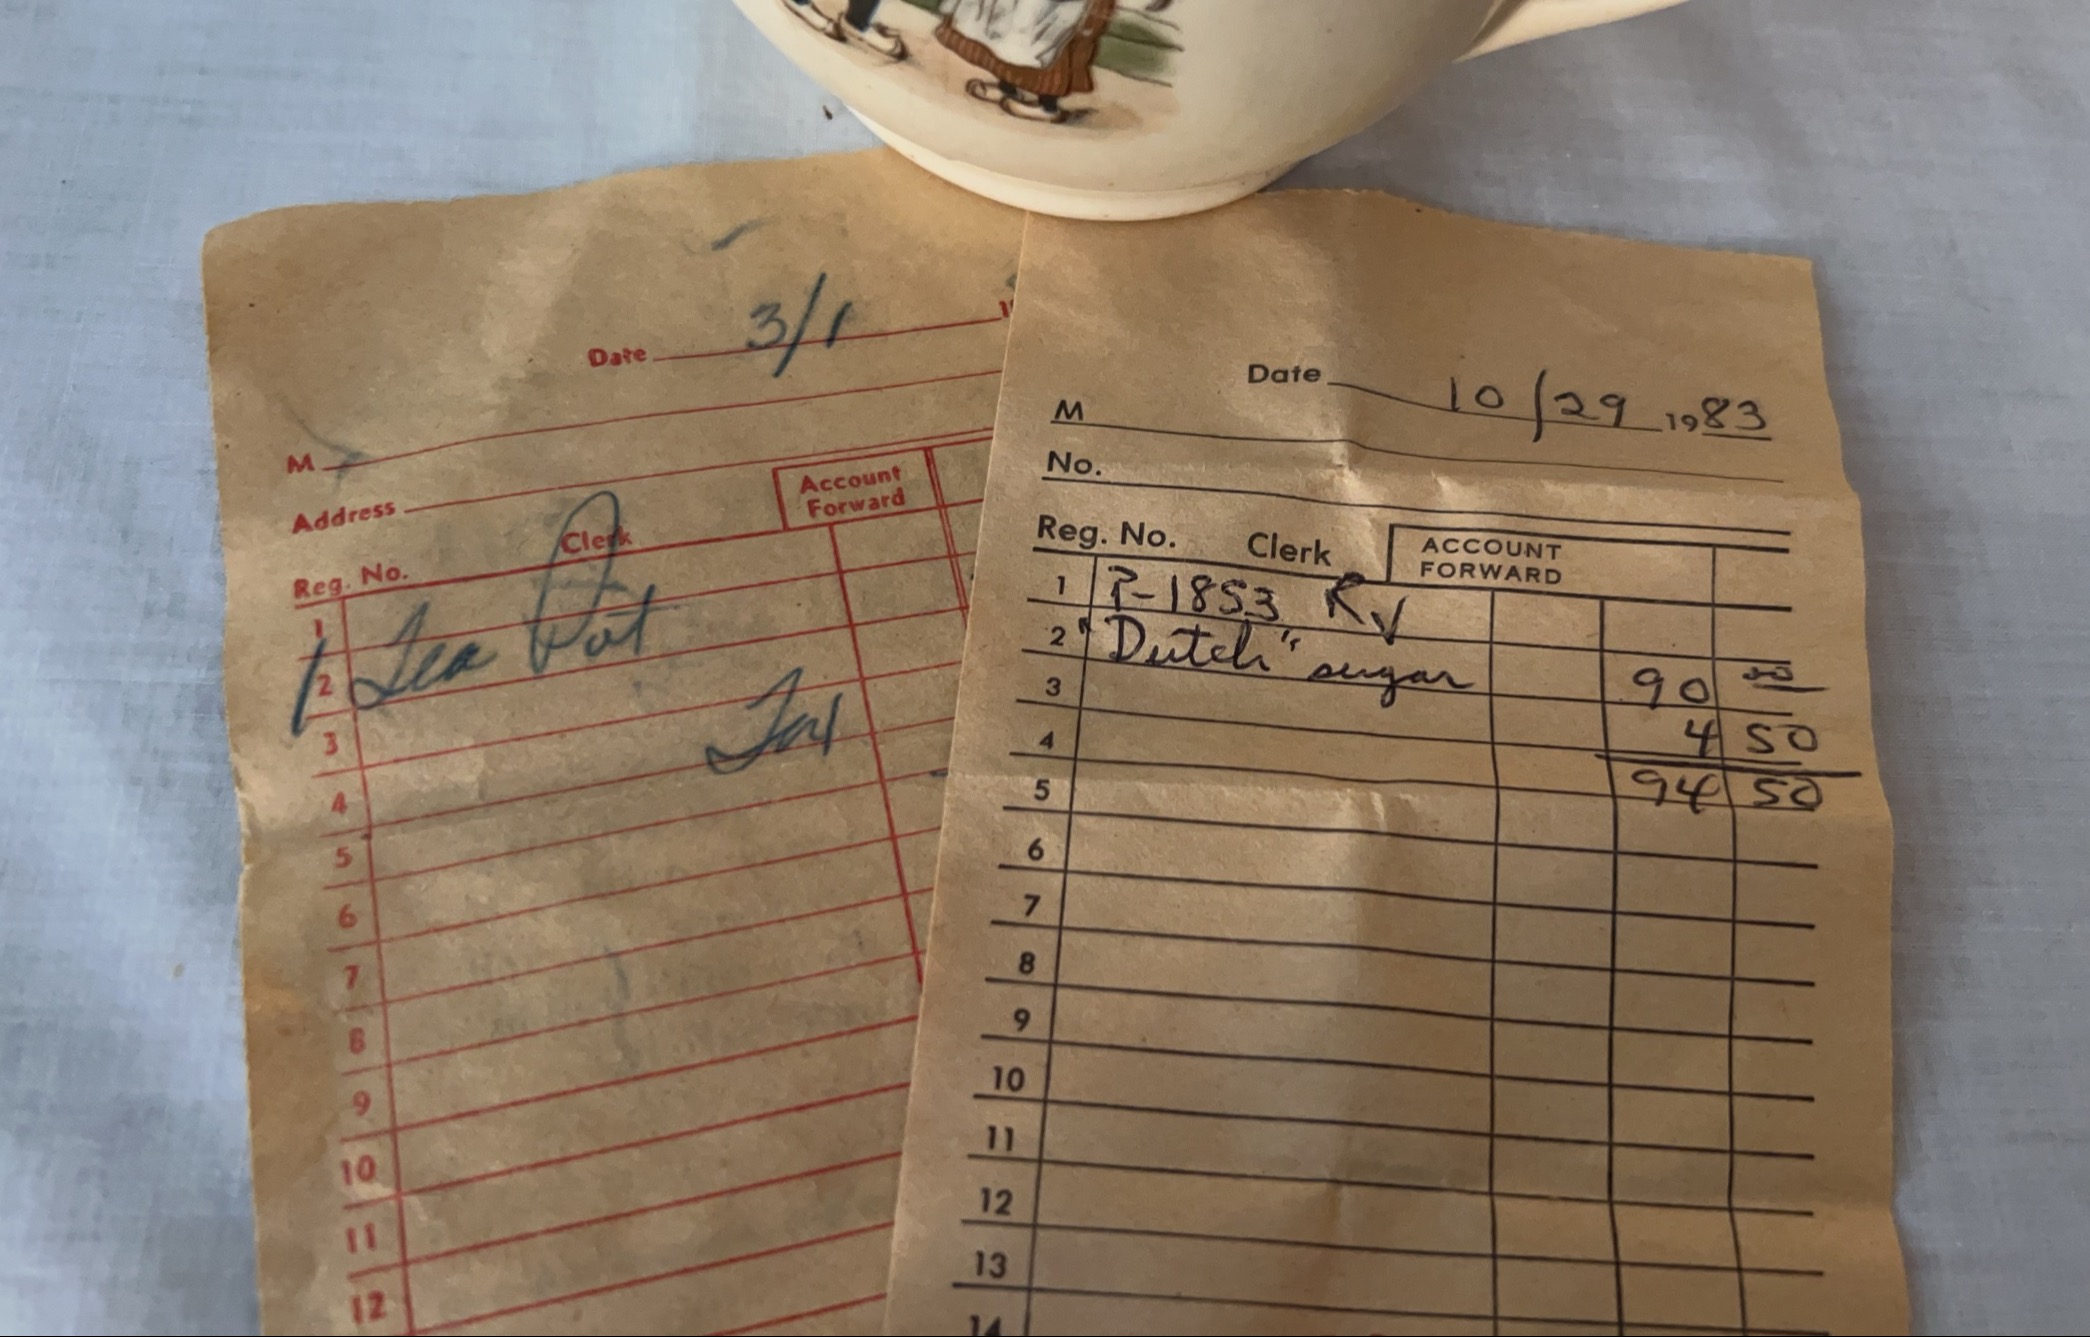 Date 3/1
M
Address
Account
Forward
Reg. No. Clerk
1
1 2 Tea Pot
3 Tax
4
5
6
7
8
9
10
11
12
Date 10/29 1983
M
No.
Reg. No. Clerk ACCOUNT
FORWARD
1 P-1853 RV
2 "Dutch" sugar 90 00
3 4 50
4 94 50
5
6
7
8
9
10
11
12
13
14